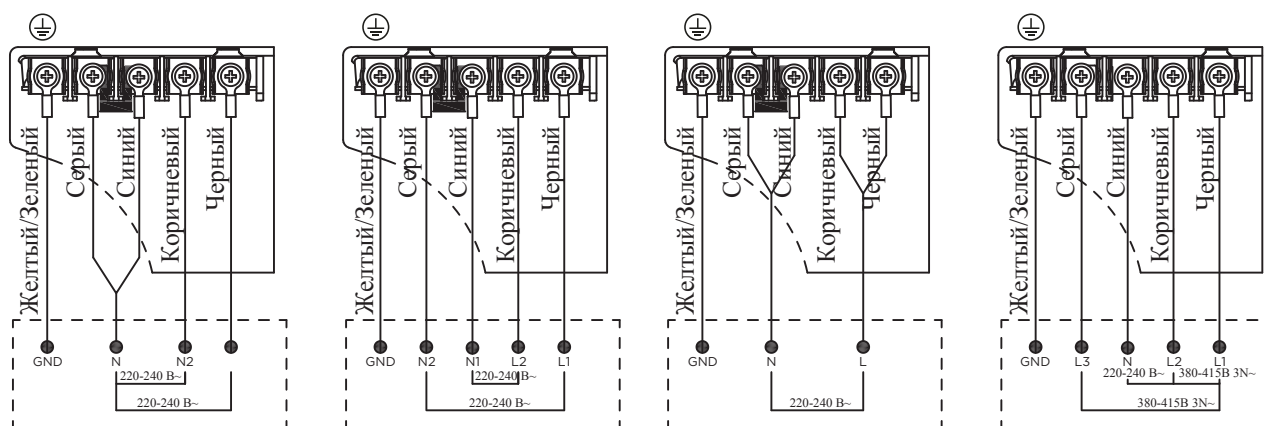 Желтый/Зеленый
Серый
Синий
Коричневый
Черный
GND
N
N2
220-240 В~
220-240 В~
Желтый/Зеленый
Серый
Синий
Коричневый
Черный
GND
N2
N1
L2
L1
220-240 В~
220-240 В~
Желтый/Зеленый
Серый
Синий
Коричневый
Черный
GND
N
L
220-240 В~
Желтый/Зеленый
Серый
Синий
Коричневый
Черный
GND
L3
N
L2
L1
220-240 В~
380-415В 3N~
380-415В 3N~